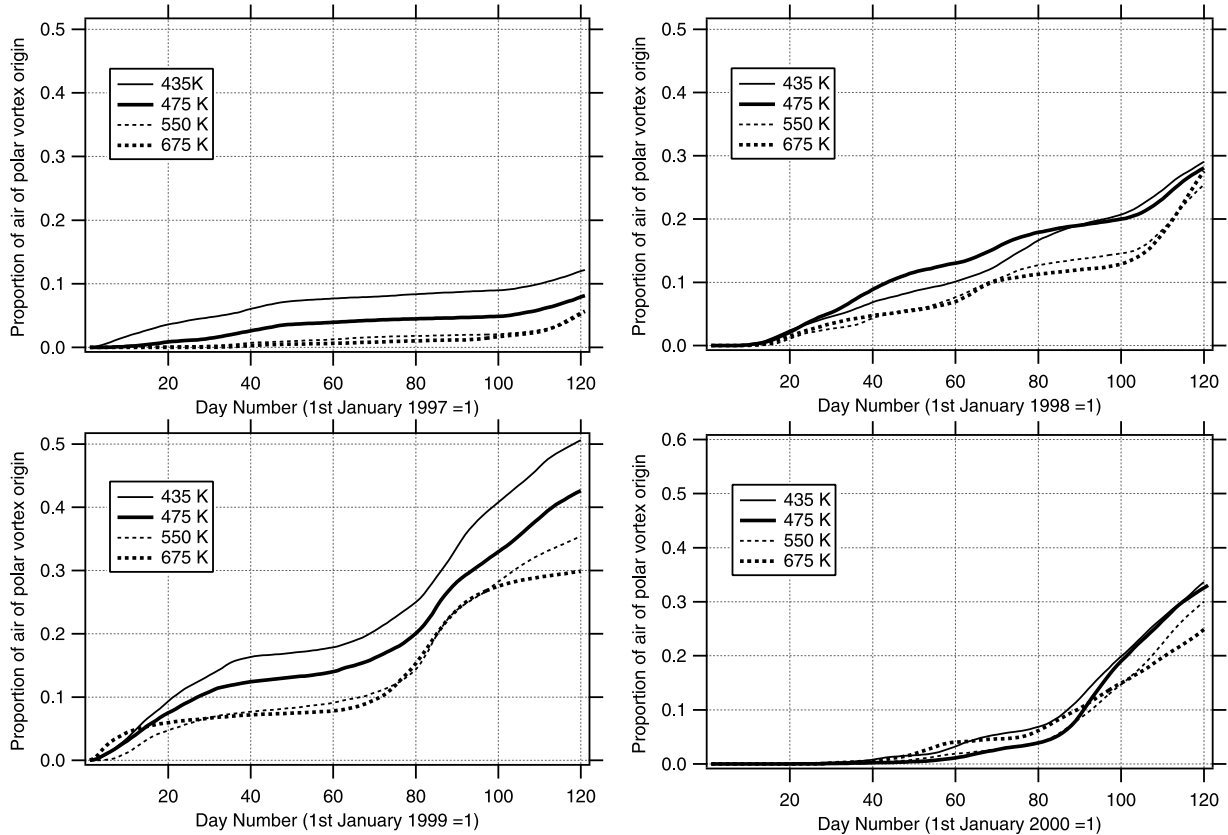 Proportion of air of polar vortex origin
0.5
0.4
0.3
0.2
0.1
0.0
435K
475 K
550 K
675 K
20 40 60 80 100 120
Day Number (1st January 1997 =1)
Proportion of air of polar vortex origin
0.5
0.4
0.3
0.2
0.1
0.0
435 K
475 K
550 K
675 K
20 40 60 80 100 120
Day Number (1st January 1998 =1)
Proportion of air of polar vortex origin
0.5
0.4
0.3
0.2
0.1
0.0
435 K
475 K
550 K
675 K
20 40 60 80 100 120
Day Number (1st January 1999 =1)
Proportion of air of polar vortex origin
0.6
0.5
0.4
0.3
0.2
0.1
0.0
435 K
475 K
550 K
675 K
20 40 60 80 100 120
Day Number (1st January 2000 =1)